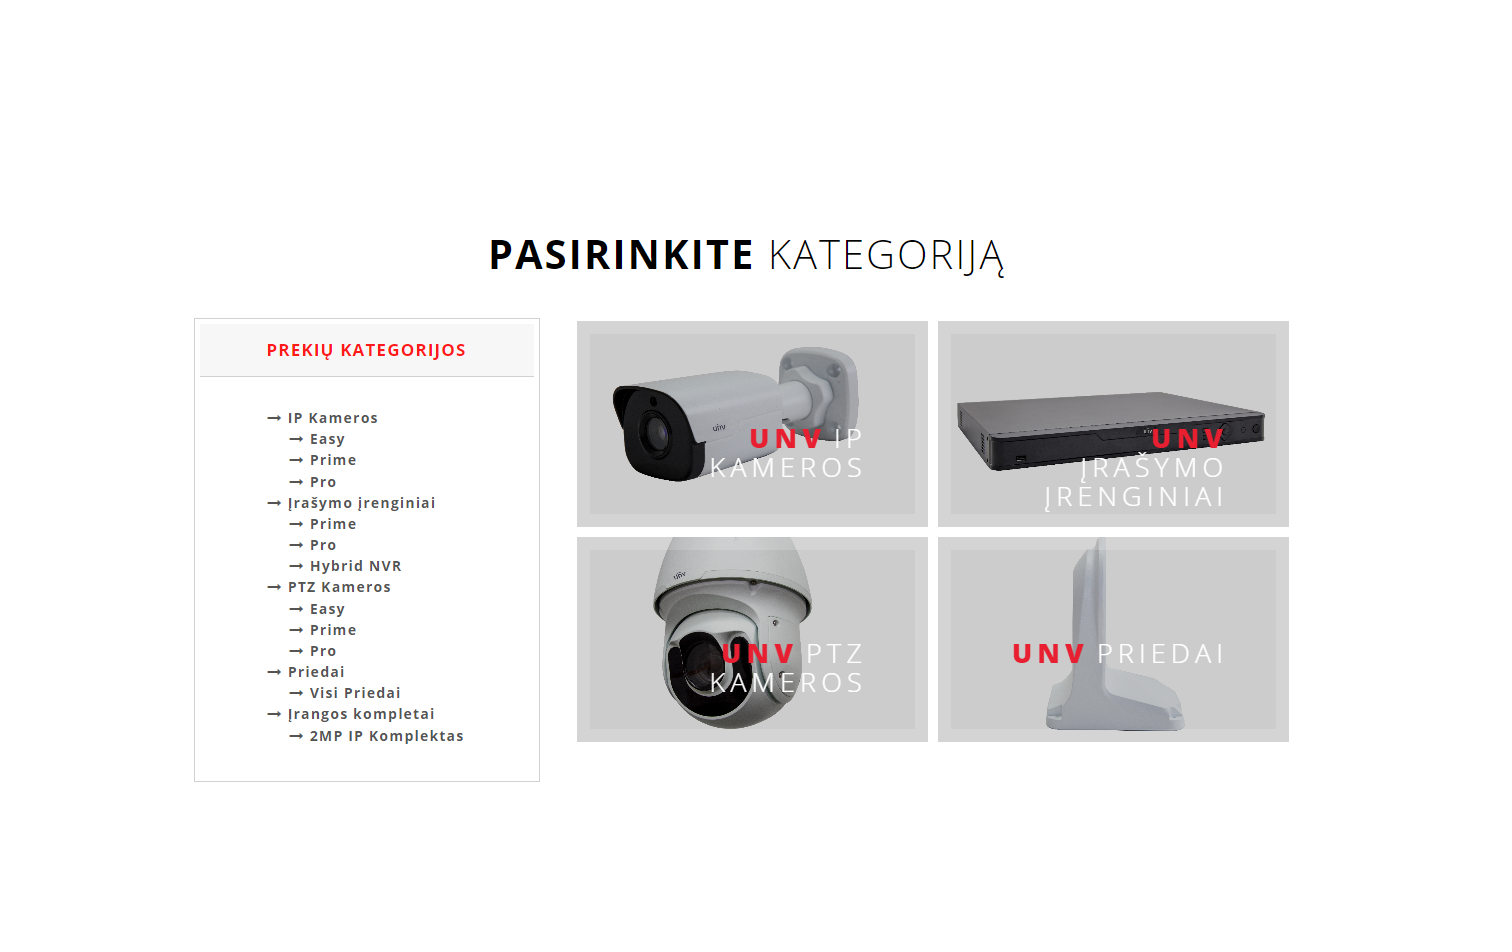 PASIRINKITE KATEGORIJĄ
PREKIŲ KATEGORIJOS
IP Kameros
Easy
Prime
Pro
Įrašymo įrenginiai
Prime
Pro
Hybrid NVR
PTZ Kameros
Easy
Prime
Pro
Priedai
Visi Priedai
Įrangos kompletai
2MP IP Komplektas
unv
UNV IP
KAMEROS
UNV
ĮRAŠYMO
ĮRENGINIAI
unv
UNV PTZ
KAMEROS
UNV PRIEDAI